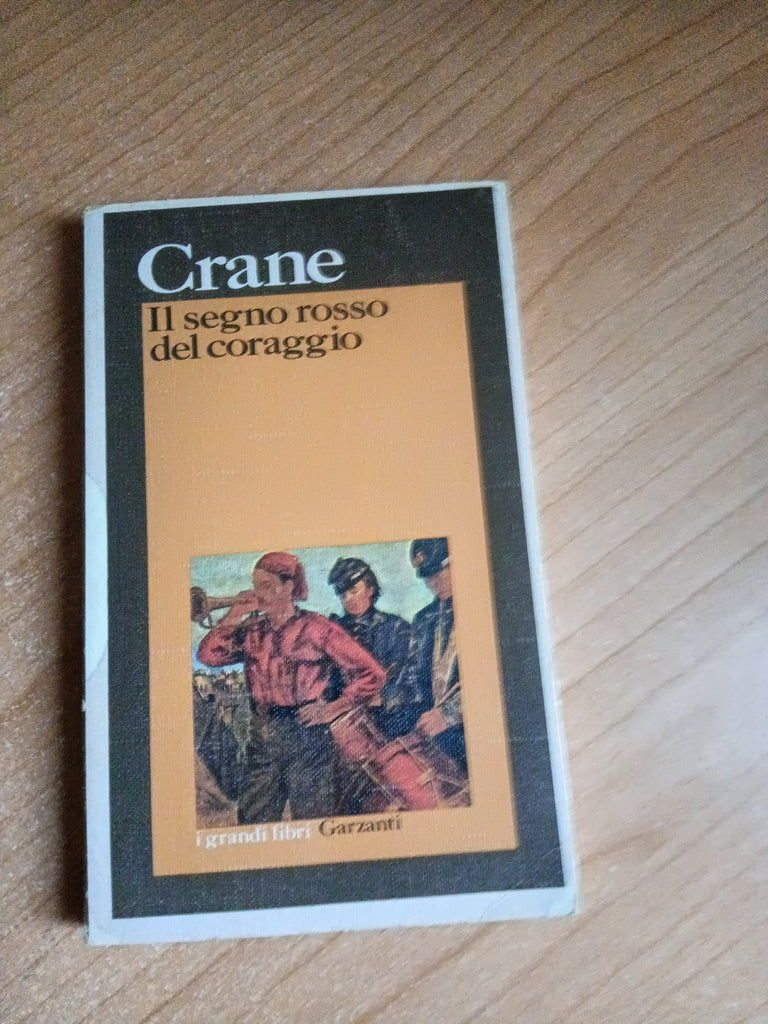 Crane
Il segno rosso
del coraggio
i grandi libri Garzanti